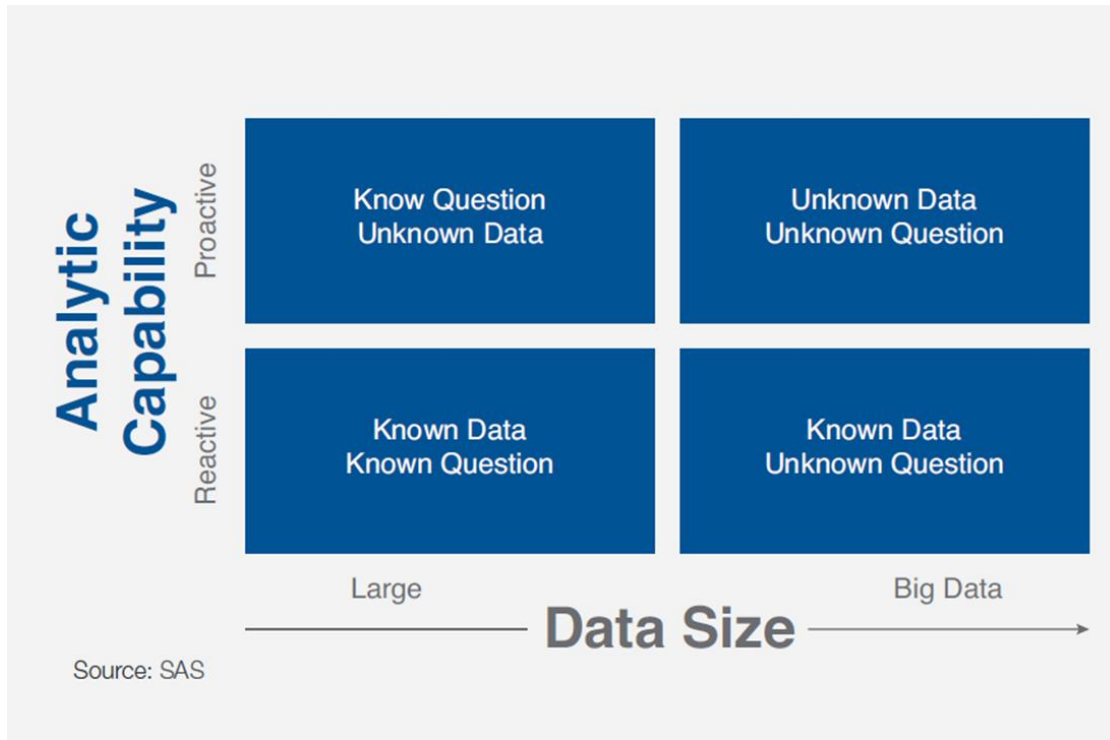 Analytic
Capability
Proactive
Reactive
Know Question
Unknown Data
Unknown Data
Unknown Question
Known Data
Known Question
Known Data
Unknown Question
Large
Big Data
Data Size
Source: SAS